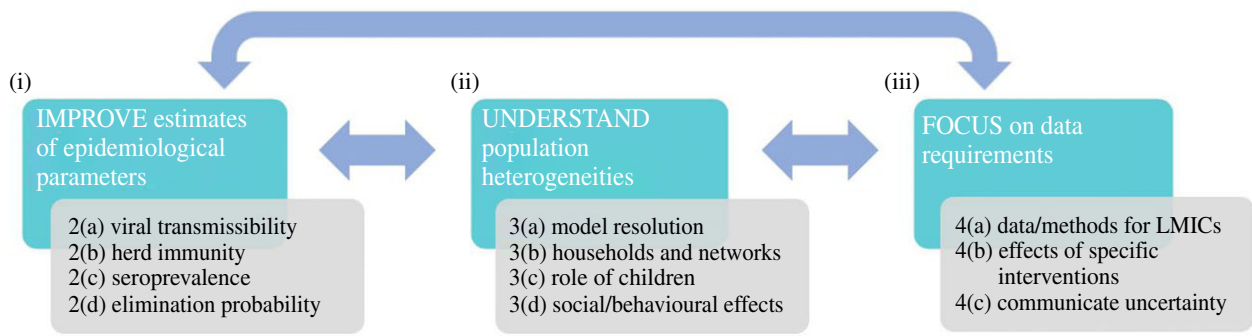 (i)
IMPROVE estimates
of epidemiological
parameters
2(a) viral transmissibility
2(b) herd immunity
2(c) seroprevalence
2(d) elimination probability
(ii)
UNDERSTAND
population
heterogeneities
3(a) model resolution
3(b) households and networks
3(c) role of children
3(d) social/behavioural effects
(iii)
FOCUS on data
requirements
4(a) data/methods for LMICs
4(b) effects of specific
interventions
4(c) communicate uncertainty